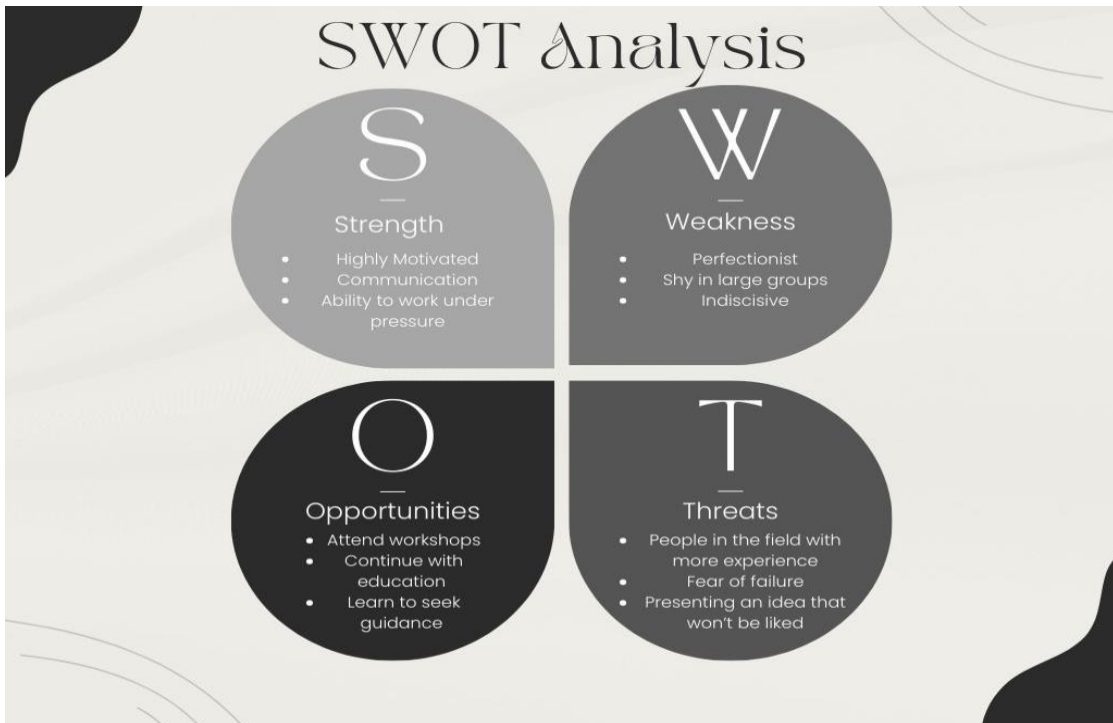 SWOT Analysis
S
Strength
• Highly Motivated
• Communication
• Ability to work under
pressure
W
Weakness
• Perfectionist
• Shy in large groups
• Indiscisive
O
Opportunities
• Attend workshops
• Continue with
education
• Learn to seek
guidance
T
Threats
• People in the field with
more experience
• Fear of failure
• Presenting an idea that
won't be liked